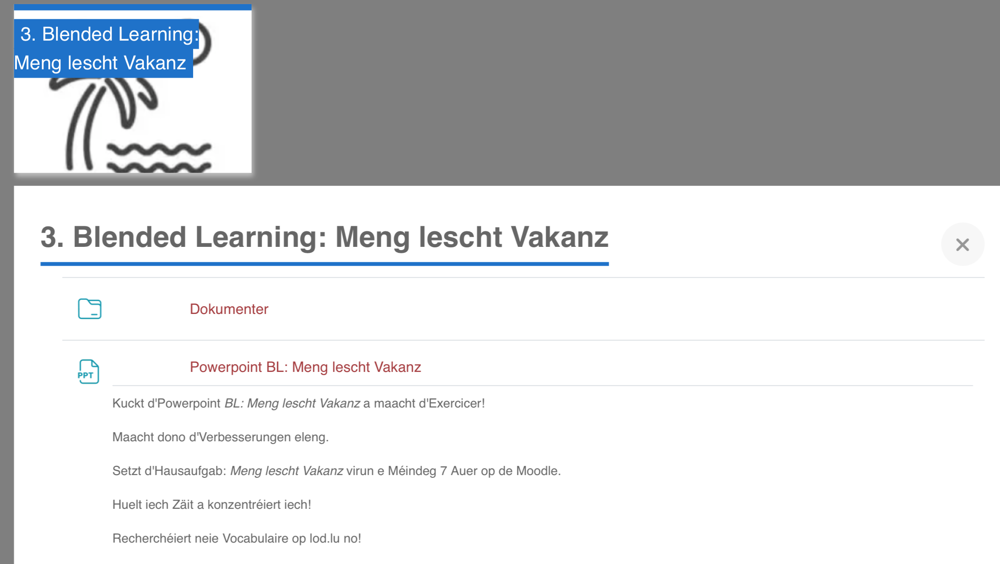 3. Blended Learning:
Meng lescht Vakanz
3. Blended Learning: Meng lescht Vakanz
Dokumenter
PPT
Powerpoint BL: Meng lescht Vakanz
Kuckt d'Powerpoint BL: Meng lescht Vakanz a maacht d'Exercicer!
Maacht dono d'Verbesserungen eleng.
Setzt d'Hausaufgab: Meng lescht Vakanz virun e Méindeg 7 Auer op de Moodle.
Huelt iech Zäit a konzentréiert iech!
Recherchéiert neie Vocabulaire op lod.lu no!